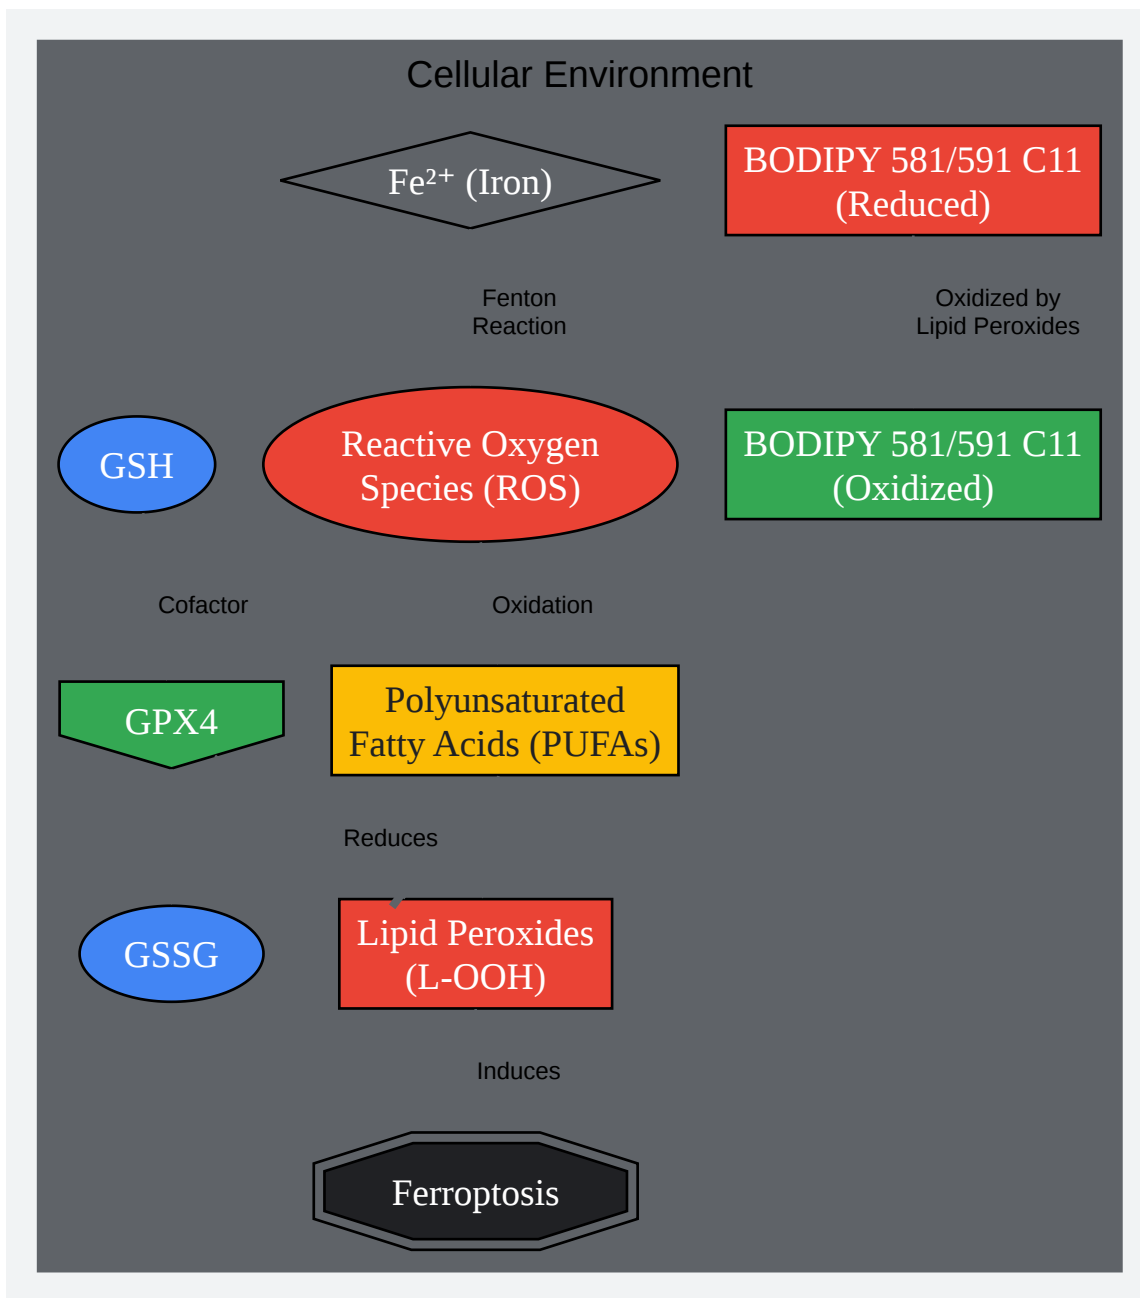 Cellular Environment
Fe²⁺ (Iron)
BODIPY 581/591 C11
(Reduced)
Fenton
Reaction
Oxidized by
Lipid Peroxides
GSH
Reactive Oxygen
Species (ROS)
BODIPY 581/591 C11
(Oxidized)
Cofactor
Oxidation
GPX4
Polyunsaturated
Fatty Acids (PUFAs)
Reduces
GSSG
Lipid Peroxides
(L-OOH)
Induces
Ferroptosis